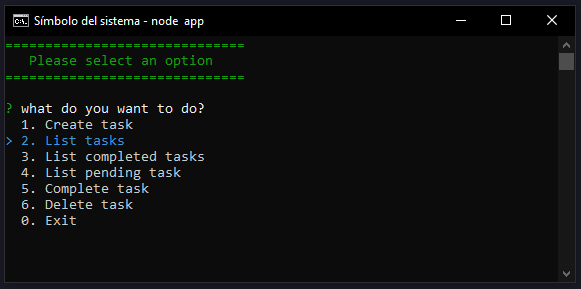 Símbolo del sistema - node app
==============================
Please select an option
==============================
? what do you want to do?
1. Create task
> 2. List tasks
3. List completed tasks
4. List pending task
5. Complete task
6. Delete task
0. Exit